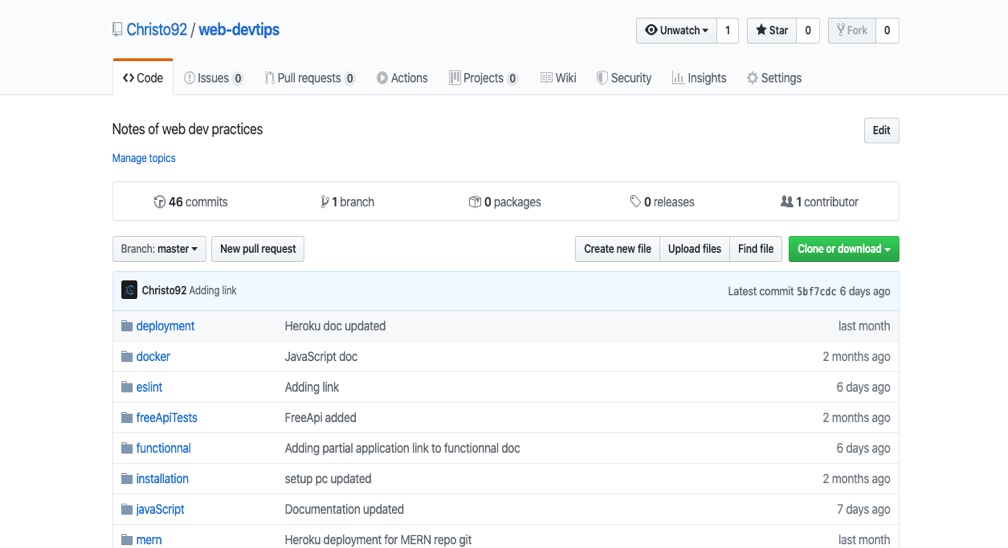 Christo92 / web-devtips
Unwatch 1 Star 0 Fork 0
Code Issues 0 Pull requests 0 Actions Projects 0 Wiki Security Insights Settings
Notes of web dev practices
Edit
Manage topics
46 commits 1 branch 0 packages 0 releases 1 contributor
Branch: master New pull request Create new file Upload files Find file Clone or download
Christo92 Adding link Latest commit 5bf7cdc 6 days ago
deployment Heroku doc updated last month
docker JavaScript doc 2 months ago
eslint Adding link 6 days ago
freeApiTests FreeApi added 2 months ago
functionnal Adding partial application link to functionnal doc 6 days ago
installation setup pc updated 2 months ago
javaScript Documentation updated 7 days ago
mern Heroku deployment for MERN repo git last month